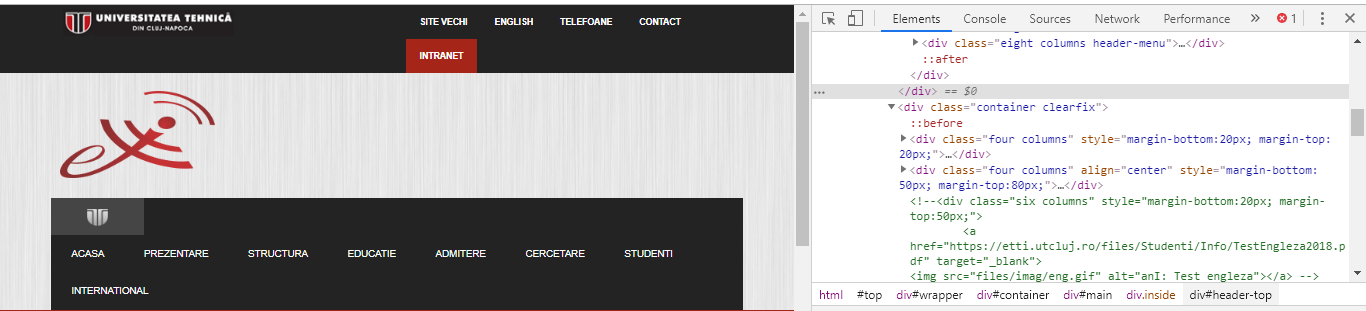 UNIVERSITATEA TEHNICĂ
DIN CLUJ-NAPOCA
SITE VECHI ENGLISH TELEFOANE CONTACT
INTRANET
ACASA PREZENTARE STRUCTURA EDUCATIE ADMITERE CERCETARE STUDENTI
INTERNATIONAL
Elements Console Sources Network Performance » 1
<div class="eight columns header-menu">…</div>
::after
</div>
… </div> == $0
<div class="container clearfix">
::before
<div class="four columns" style="margin-bottom:20px; margin-top:
20px;">…</div>
<div class="four columns" align="center" style="margin-bottom:
50px; margin-top:80px;">…</div>
<!--<div class="six columns" style="margin-bottom:20px; margin-
top:50px;">
<a
href="https://etti.utcluj.ro/files/Studenti/Info/TestEngleza2018.p
df" target="_blank">
<img src="files/imag/eng.gif" alt="anI: Test engleza"></a> -->
html #top div#wrapper div#container div#main div.inside div#header-top